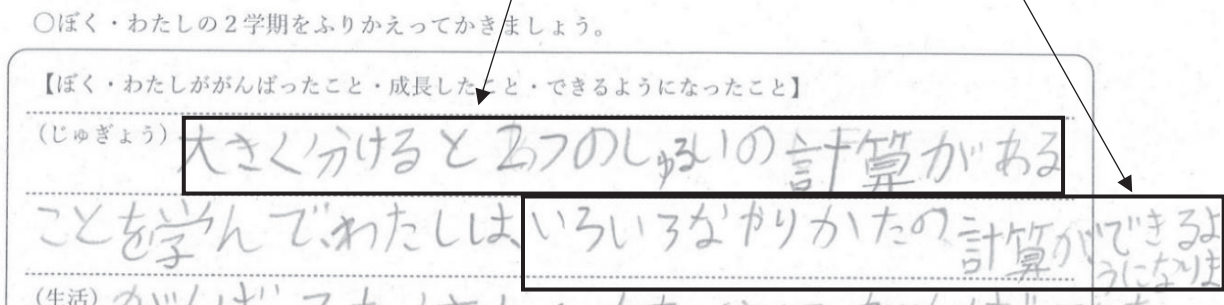 ○ぼく・わたしの2学期をふりかえってかきましょう。
【ぼく・わたしががんばったこと・成長したこと・できるようになったこと】
(じゅぎょう) 大きく分けると2つのしゅるいの計算がある
ことを学んで、わたしは、いろいろなやりかたの計算ができるよ
うになりま
(生活)